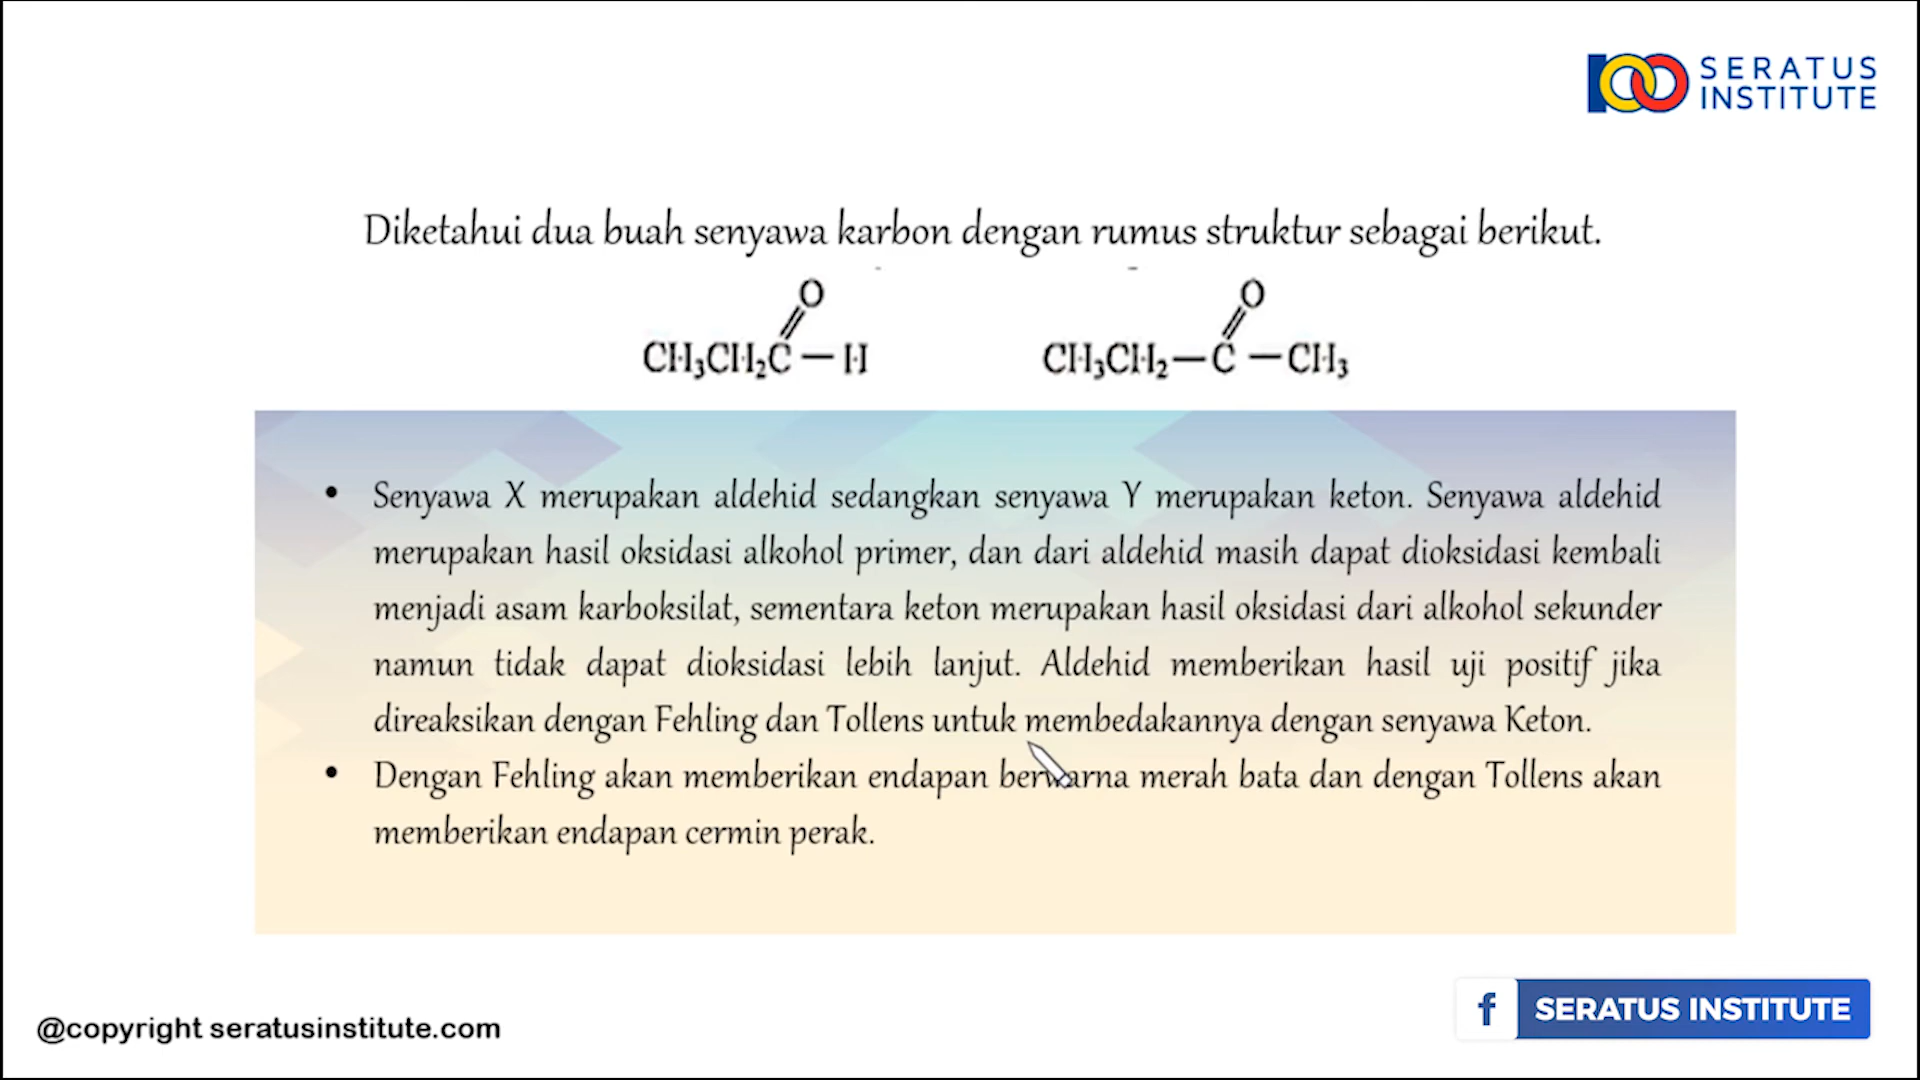 SERATUS
INSTITUTE
Diketahui dua buah senyawa karbon dengan rumus struktur sebagai berikut.
O O
CH₃CH₂C — H CH₃CH₂ — C — CH₃
• Senyawa X merupakan aldehid sedangkan senyawa Y merupakan keton. Senyawa aldehid
merupakan hasil oksidasi alkohol primer, dan dari aldehid masih dapat dioksidasi kembali
menjadi asam karboksilat, sementara keton merupakan hasil oksidasi dari alkohol sekunder
namun tidak dapat dioksidasi lebih lanjut. Aldehid memberikan hasil uji positif jika
direaksikan dengan Fehling dan Tollens untuk membedakannya dengan senyawa Keton.
• Dengan Fehling akan memberikan endapan berwarna merah bata dan dengan Tollens akan
memberikan endapan cermin perak.
f SERATUS INSTITUTE
@copyright seratusinstitute.com